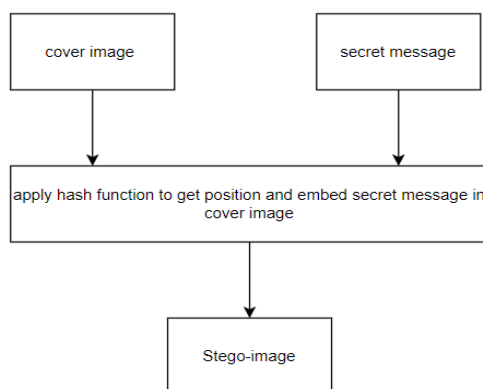 cover image
secret message
apply hash function to get position and embed secret message in
cover image
Stego-image